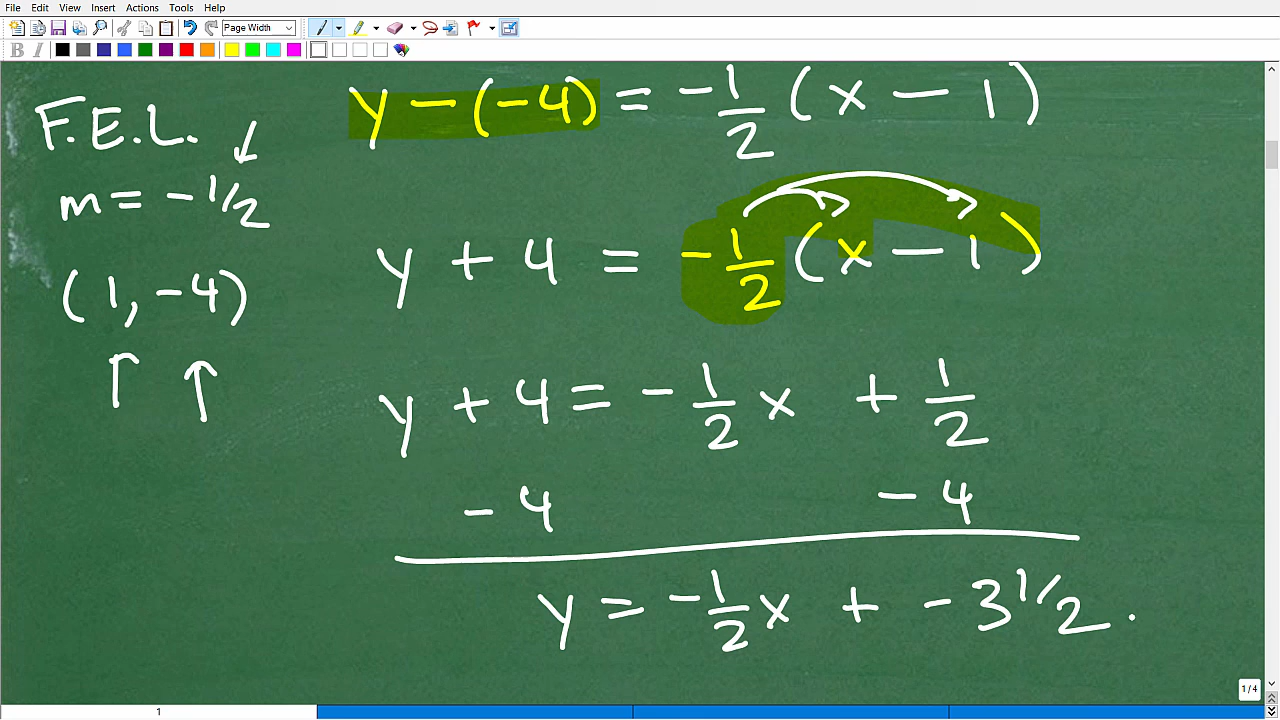 File Edit View Insert Actions Tools Help
Page Width
B I
y - (-4) = -1/2 (x - 1)
F.E.L.
m = -1/2
y + 4 = -1/2 (x - 1)
(1, -4)
y + 4 = -1/2 x + 1/2
-4 -4
y = -1/2 x + -3 1/2.
1/4
1